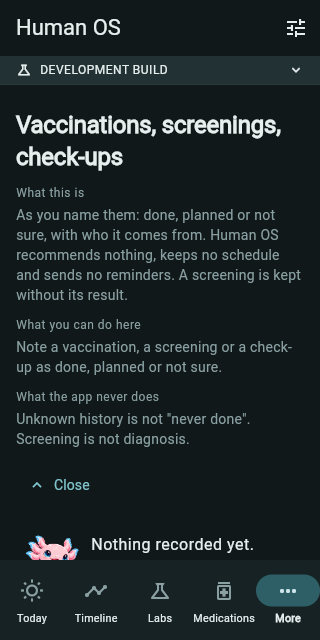 Human OS
DEVELOPMENT BUILD
Vaccinations, screenings,
check-ups
What this is
As you name them: done, planned or not
sure, with who it comes from. Human OS
recommends nothing, keeps no schedule
and sends no reminders. A screening is kept
without its result.
What you can do here
Note a vaccination, a screening or a check-
up as done, planned or not sure.
What the app never does
Unknown history is not "never done".
Screening is not diagnosis.
Close
Nothing recorded yet.
Today
Timeline
Labs
Medications
More